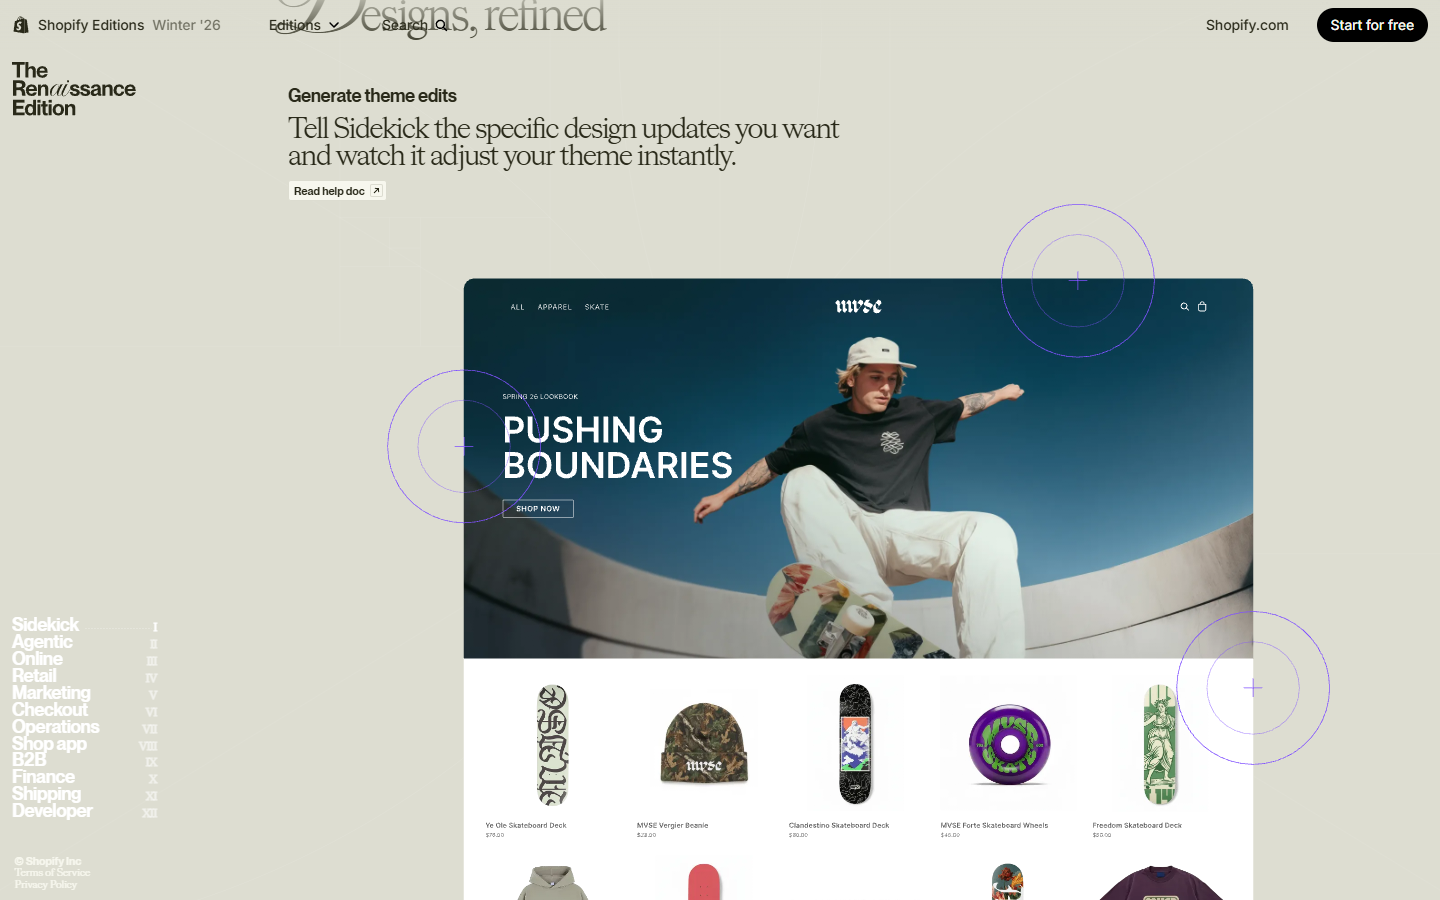 Designs, refined
Shopify Editions Winter '26
Editions
Search
Shopify.com
Start for free
The
Renaissance
Edition
Generate theme edits
Tell Sidekick the specific design updates you want
and watch it adjust your theme instantly.
Read help doc
ALL APPAREL SKATE
mvse
SPRING 26 LOOKBOOK
PUSHING
BOUNDARIES
SHOP NOW
Sidekick I
Agentic II
Online III
Retail IV
Marketing V
Checkout VI
Operations VII
Shop app VIII
B2B IX
Finance X
Shipping XI
Developer XII
© Shopify Inc
Terms of Service
Privacy Policy
mvse
Ye Ole Skateboard Deck
MVSE Vergier Beanie
Clandestino Skateboard Deck
MVSE Forte Skateboard Wheels
Freedom Skateboard Deck